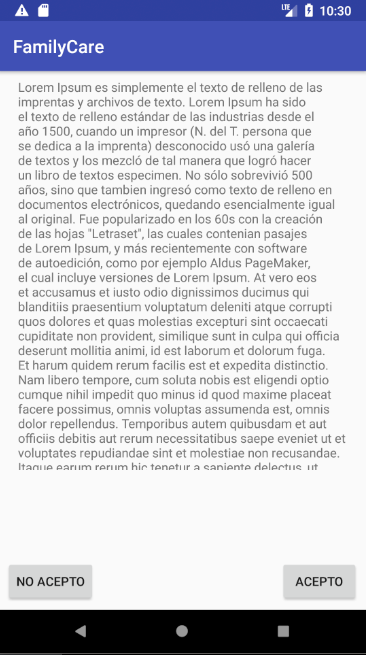 LTE 10:30
FamilyCare
Lorem Ipsum es simplemente el texto de relleno de las
imprentas y archivos de texto. Lorem Ipsum ha sido
el texto de relleno estándar de las industrias desde el
año 1500, cuando un impresor (N. del T. persona que
se dedica a la imprenta) desconocido usó una galería
de textos y los mezcló de tal manera que logró hacer
un libro de textos especimen. No sólo sobrevivió 500
años, sino que tambien ingresó como texto de relleno en
documentos electrónicos, quedando esencialmente igual
al original. Fue popularizado en los 60s con la creación
de las hojas "Letraset", las cuales contenian pasajes
de Lorem Ipsum, y más recientemente con software
de autoedición, como por ejemplo Aldus PageMaker,
el cual incluye versiones de Lorem Ipsum. At vero eos
et accusamus et iusto odio dignissimos ducimus qui
blanditiis praesentium voluptatum deleniti atque corrupti
quos dolores et quas molestias excepturi sint occaecati
cupiditate non provident, similique sunt in culpa qui officia
deserunt mollitia animi, id est laborum et dolorum fuga.
Et harum quidem rerum facilis est et expedita distinctio.
Nam libero tempore, cum soluta nobis est eligendi optio
cumque nihil impedit quo minus id quod maxime placeat
facere possimus, omnis voluptas assumenda est, omnis
dolor repellendus. Temporibus autem quibusdam et aut
officiis debitis aut rerum necessitatibus saepe eveniet ut et
voluptates repudiandae sint et molestiae non recusandae.
Itaque earum rerum hic tenetur a sapiente delectus, ut
NO ACEPTO
ACEPTO